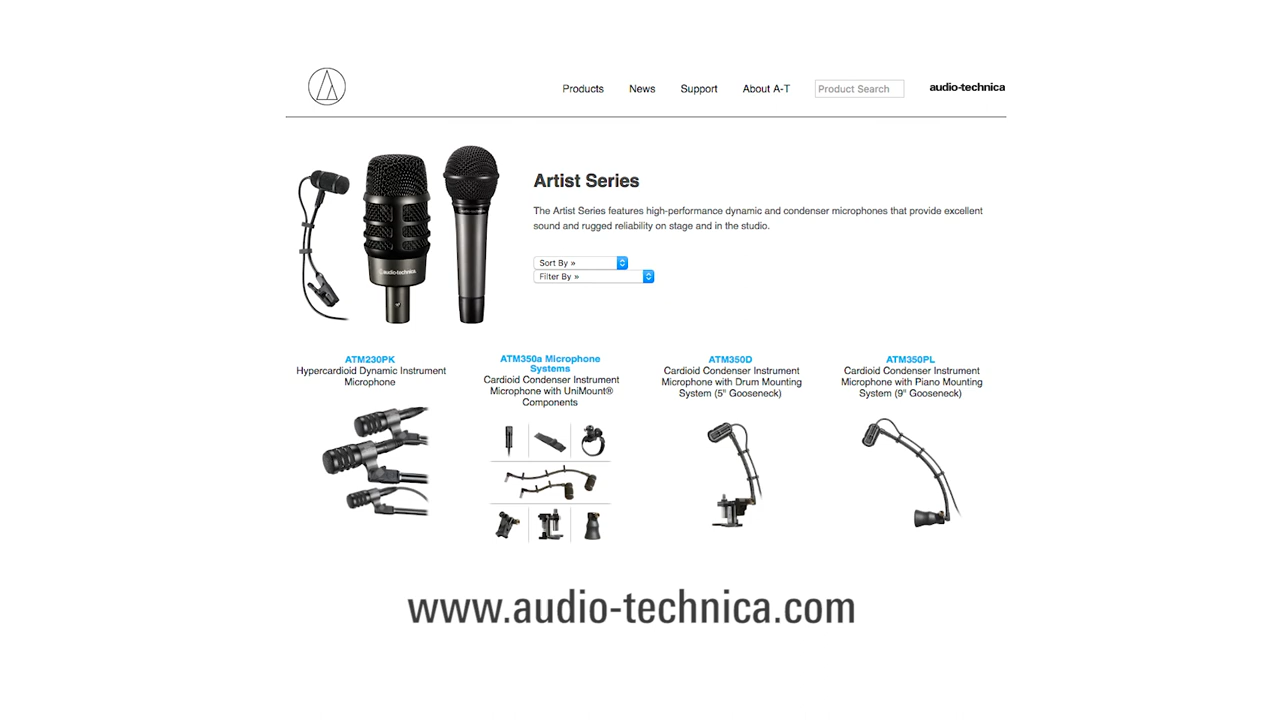 Products
News
Support
About A-T
Product Search
audio-technica
audio-technica
Artist Series
The Artist Series features high-performance dynamic and condenser microphones that provide excellent
sound and rugged reliability on stage and in the studio.
Sort By »
Filter By »
ATM230PK
Hypercardioid Dynamic Instrument
Microphone
ATM350a Microphone
Systems
Cardioid Condenser Instrument
Microphone with UniMount®
Components
ATM350D
Cardioid Condenser Instrument
Microphone with Drum Mounting
System (5" Gooseneck)
ATM350PL
Cardioid Condenser Instrument
Microphone with Piano Mounting
System (9" Gooseneck)
www.audio-technica.com